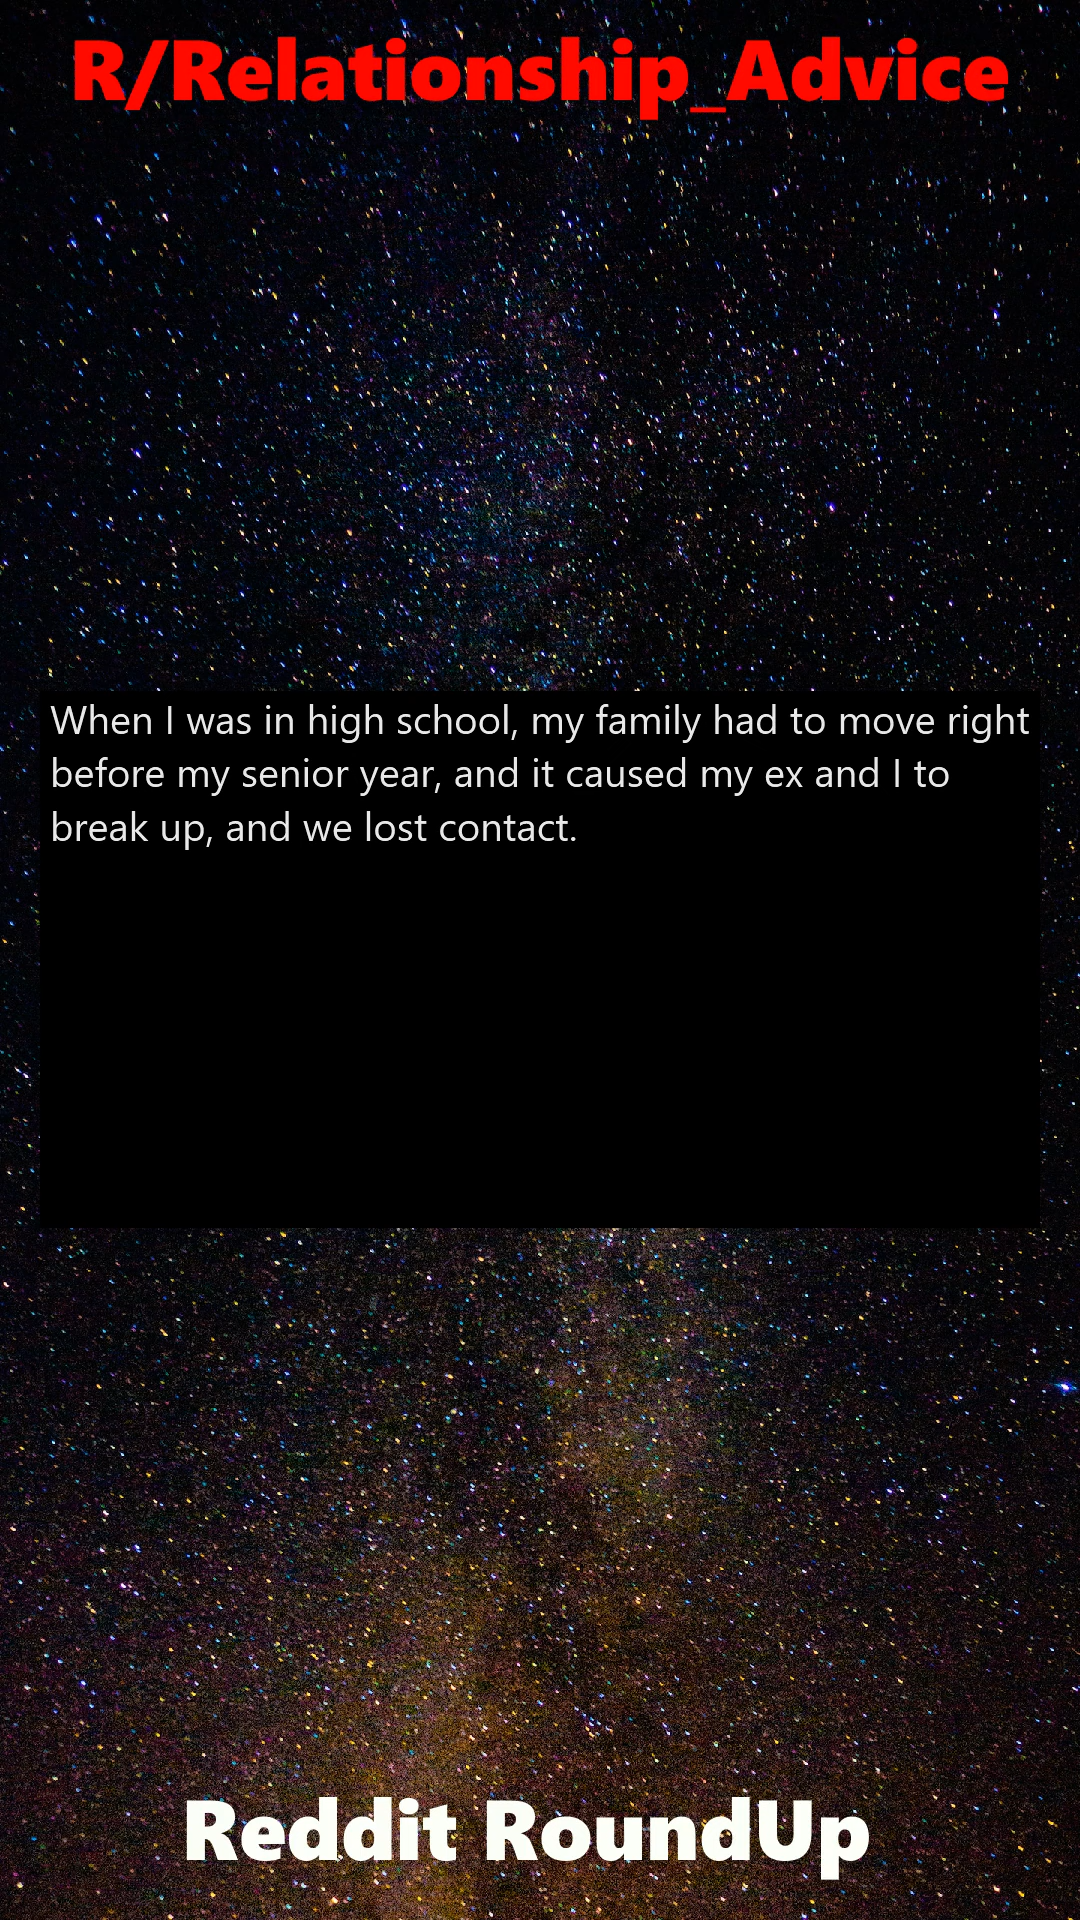 R/Relationship_Advice
When I was in high school, my family had to move right
before my senior year, and it caused my ex and I to
break up, and we lost contact.
Reddit RoundUp